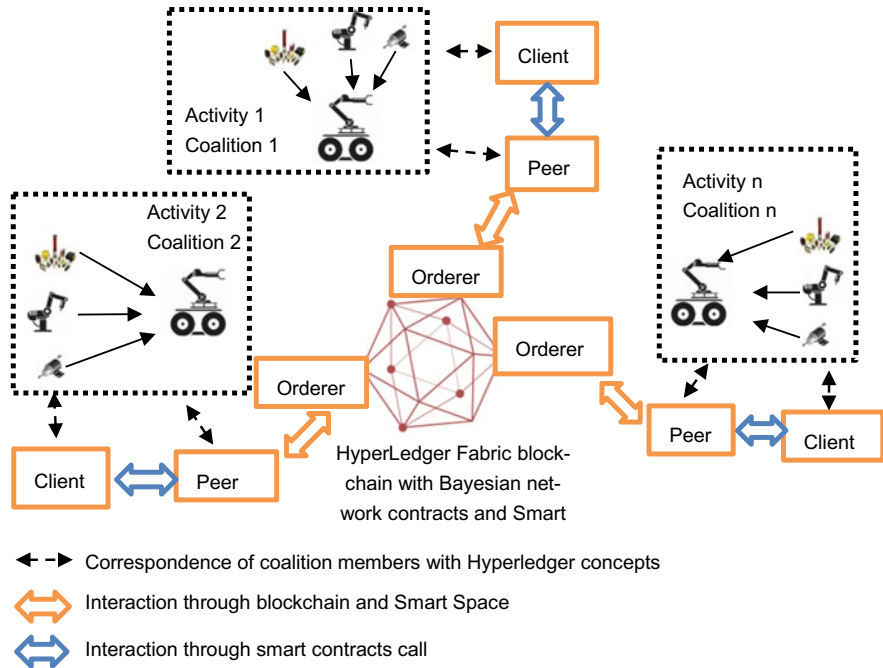 Activity 1
Coalition 1
Client
Peer
Activity 2
Coalition 2
Activity n
Coalition n
Orderer
Orderer
Orderer
Client
Peer
Peer
Client
HyperLedger Fabric block-
chain with Bayesian net-
work contracts and Smart
Correspondence of coalition members with Hyperledger concepts
Interaction through blockchain and Smart Space
Interaction through smart contracts call